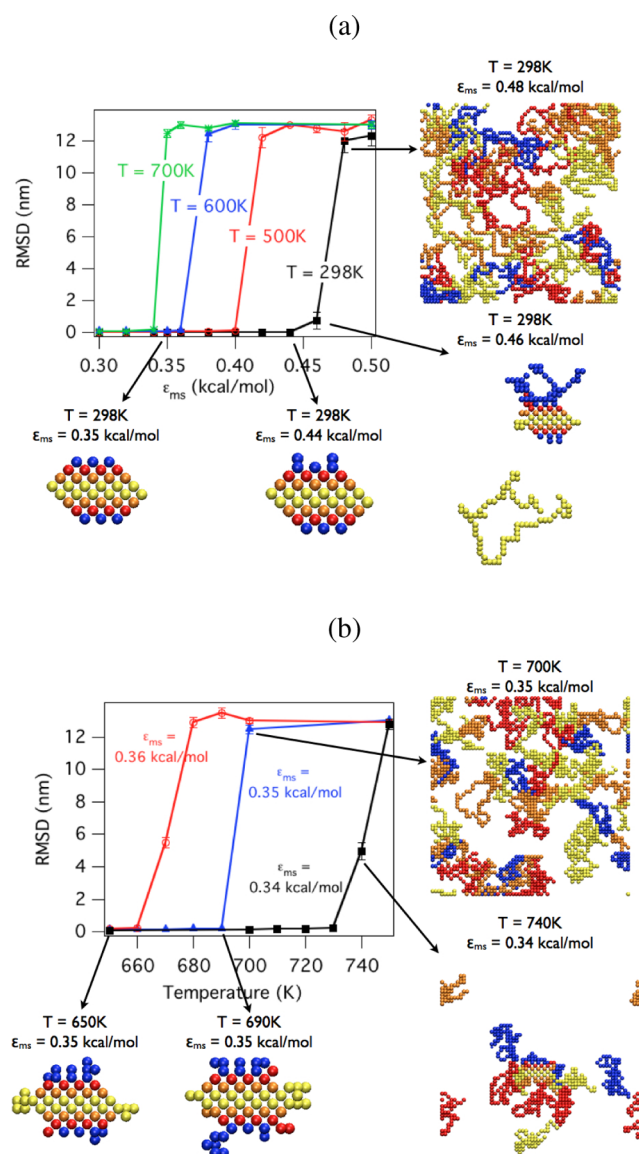 (a)
T = 298K
εms = 0.48 kcal/mol
12
10
8
6
4
2
0
RMSD (nm)
T = 700K
T = 600K
T = 500K
T = 298K
0.30
0.35
0.40
0.45
0.50
εms (kcal/mol)
T = 298K
εms = 0.46 kcal/mol
T = 298K
εms = 0.35 kcal/mol
T = 298K
εms = 0.44 kcal/mol
(b)
T = 700K
εms = 0.35 kcal/mol
12
10
8
6
4
2
0
RMSD (nm)
εms =
0.36 kcal/mol
εms =
0.35 kcal/mol
εms =
0.34 kcal/mol
660
680
700
720
740
Temperature (K)
T = 740K
εms = 0.34 kcal/mol
T = 650K
εms = 0.35 kcal/mol
T = 690K
εms = 0.35 kcal/mol